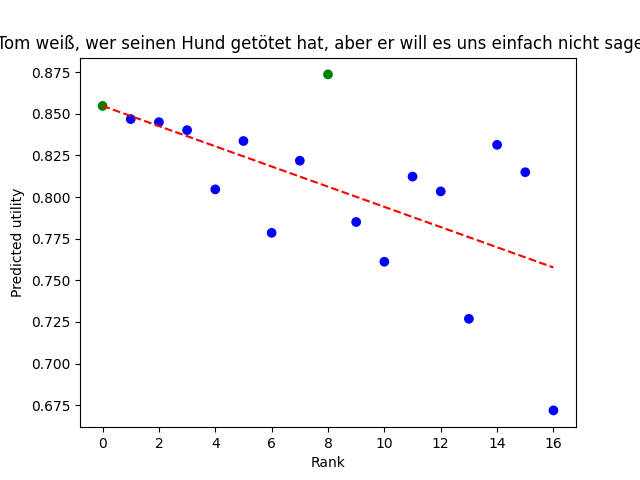 Tom weiß, wer seinen Hund getötet hat, aber er will es uns einfach nicht sage
0.875
0.850
0.825
0.800
0.775
0.750
0.725
0.700
0.675
Predicted utility
0 2 4 6 8 10 12 14 16
Rank